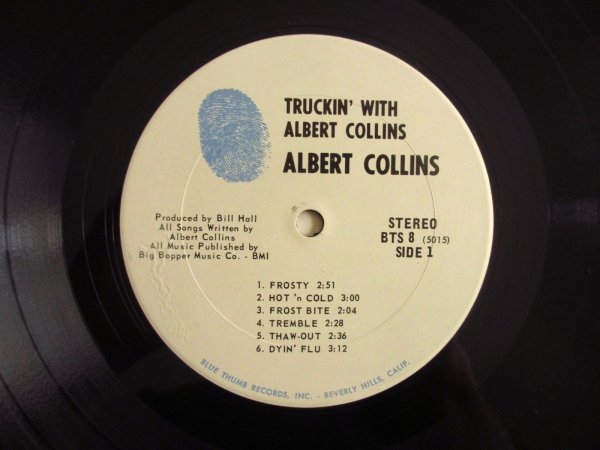 TRUCKIN' WITH
ALBERT COLLINS
ALBERT COLLINS
Produced by Bill Hall
All Songs Written by
Albert Collins
All Music Published by
Big Bopper Music Co. - BMI
STEREO
BTS 8 (5015)
SIDE 1
1. FROSTY 2:51
2. HOT 'n COLD 3:00
3. FROST BITE 2:04
4. TREMBLE 2:28
5. THAW-OUT 2:36
6. DYIN' FLU 3:12
BLUE THUMB RECORDS, INC. - BEVERLY HILLS, CALIF.